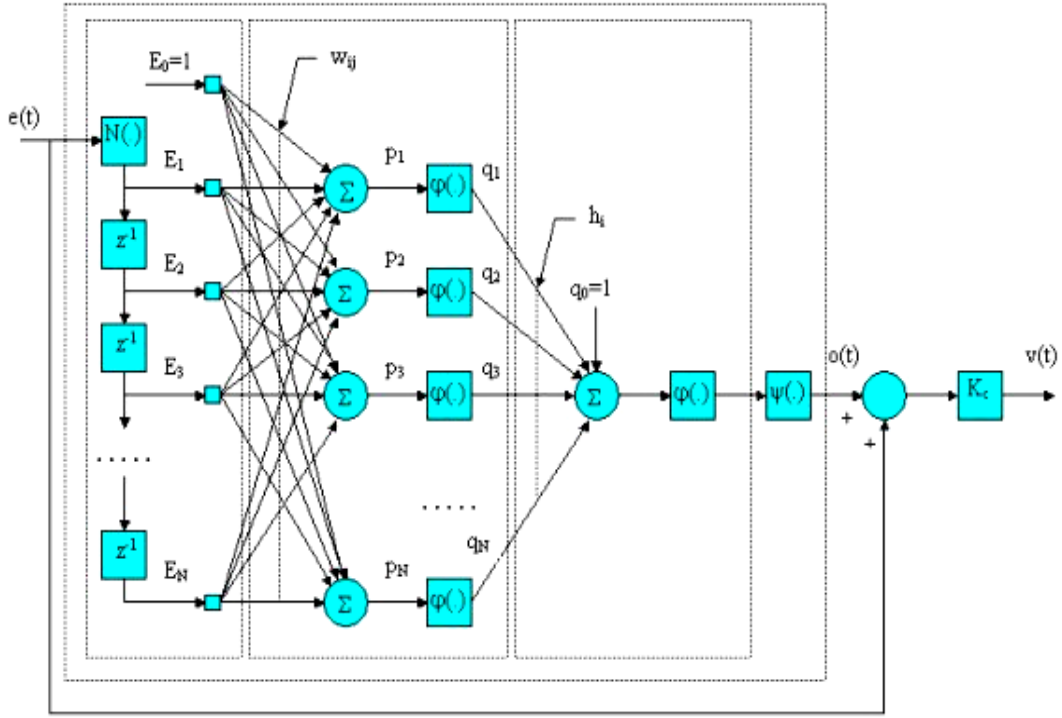 E₀=1
wᵢⱼ
e(t)
N(.)
E₁
p₁
q₁
Σ
φ(.)
z⁻¹
hᵢ
E₂
p₂
q₂
q₀=1
Σ
φ(.)
z⁻¹
E₃
p₃
q₃
o(t)
v(t)
Σ
φ(.)
Σ
φ(.)
ψ(.)
K꜀
+
+
.....
.....
qN
z⁻¹
EN
pN
Σ
φ(.)